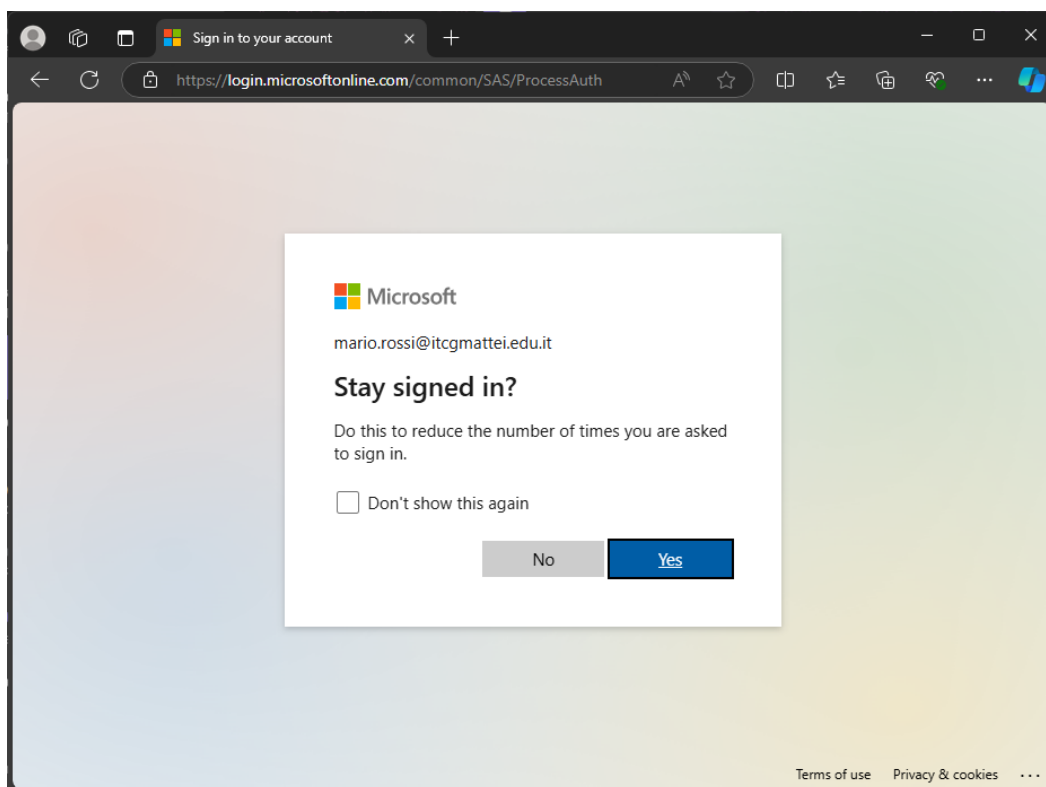 Sign in to your account
https://login.microsoftonline.com/common/SAS/ProcessAuth
Microsoft
mario.rossi@itcgmattei.edu.it
Stay signed in?
Do this to reduce the number of times you are asked
to sign in.
Don't show this again
No Yes
Terms of use Privacy & cookies ...